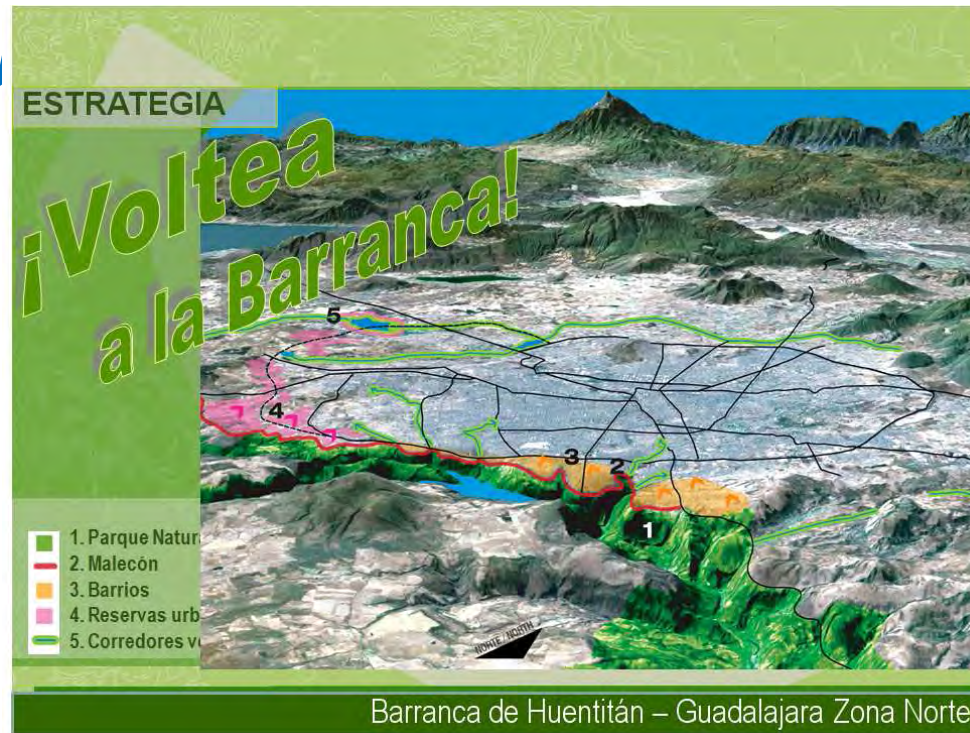 ESTRATEGIA
¡Voltea
a la Barranca!
5
4
3
2
1
1. Parque Natur
2. Malecón
3. Barrios
4. Reservas urb
5. Corredores v
NORTE / NORTH
Barranca de Huentitán – Guadalajara Zona Norte